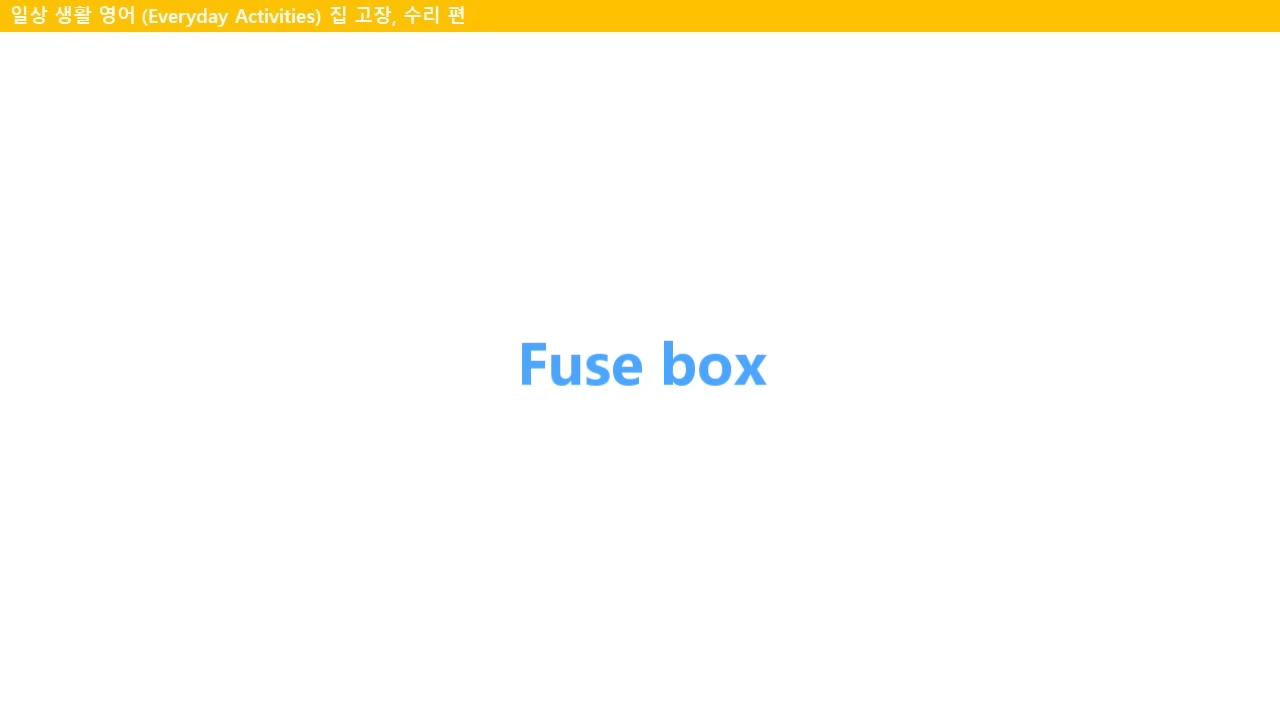 일상 생활 영어 (Everyday Activities) 집 고장, 수리 편
Fuse box